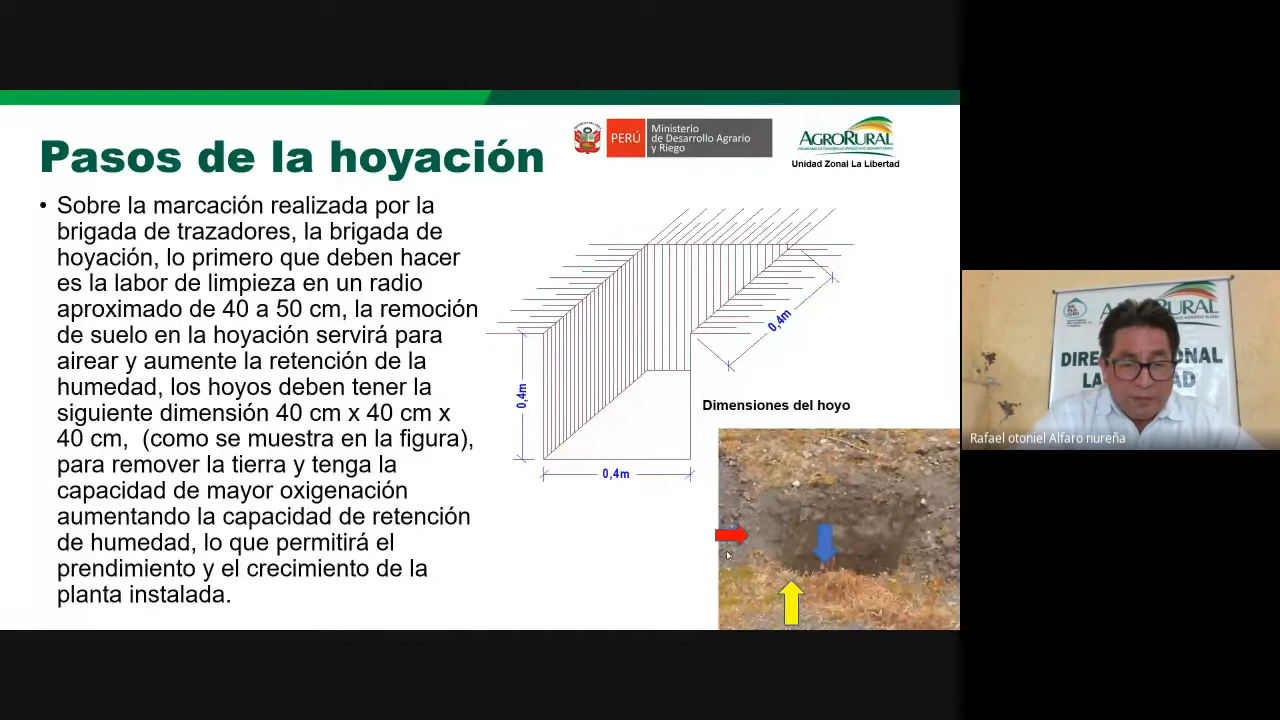 Pasos de la hoyación
PERÚ
Ministerio
de Desarrollo Agrario
y Riego
AGRORURAL
Unidad Zonal La Libertad
• Sobre la marcación realizada por la
brigada de trazadores, la brigada de
hoyación, lo primero que deben hacer
es la labor de limpieza en un radio
aproximado de 40 a 50 cm, la remoción
de suelo en la hoyación servirá para
airear y aumente la retención de la
humedad, los hoyos deben tener la
siguiente dimensión 40 cm x 40 cm x
40 cm,  (como se muestra en la figura),
para remover la tierra y tenga la
capacidad de mayor oxigenación
aumentando la capacidad de retención
de humedad, lo que permitirá el
prendimiento y el crecimiento de la
planta instalada.
0,4m
0,4m
0,4m
Dimensiones del hoyo
AGRORURAL
Rafael otoniel Alfaro nureña